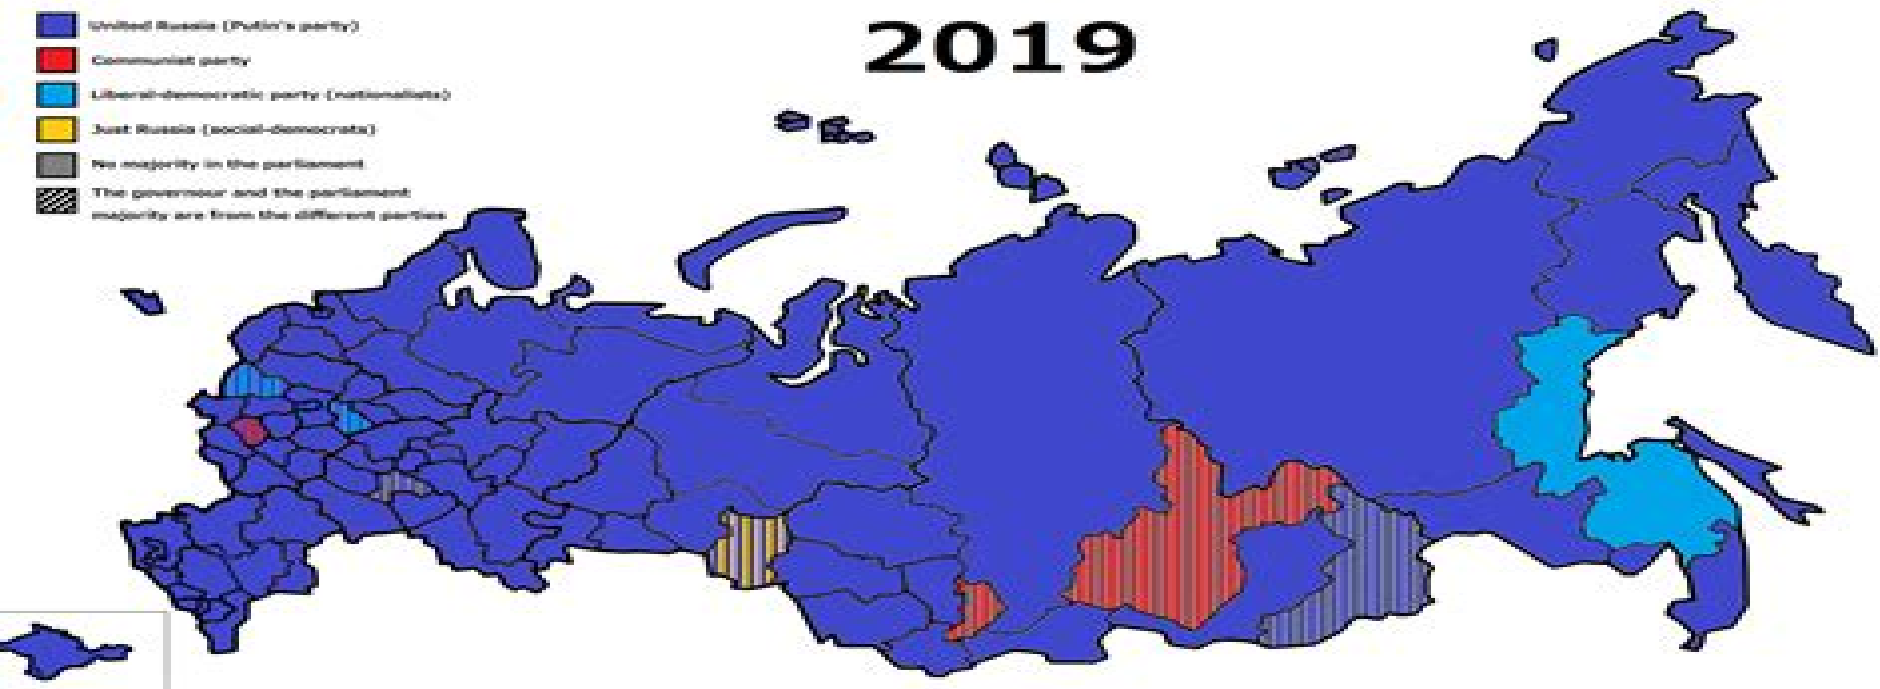 2019
United Russia (Putin's party)
Communist party
Liberal-democratic party (nationalists)
Just Russia (social-democrats)
No majority in the parliament
The governour and the parliament
majority are from the different parties